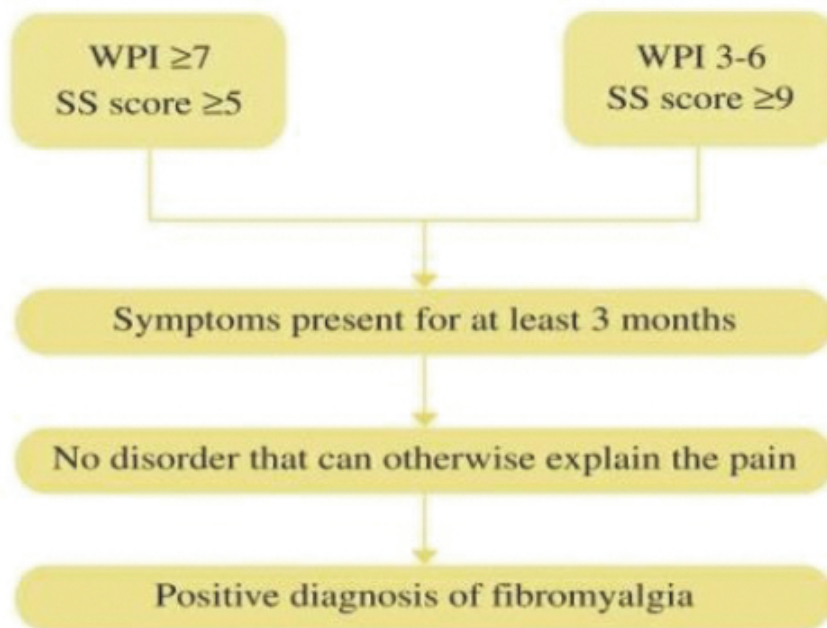 WPI ≥7
SS score ≥5
WPI 3-6
SS score ≥9
Symptoms present for at least 3 months
No disorder that can otherwise explain the pain
Positive diagnosis of fibromyalgia